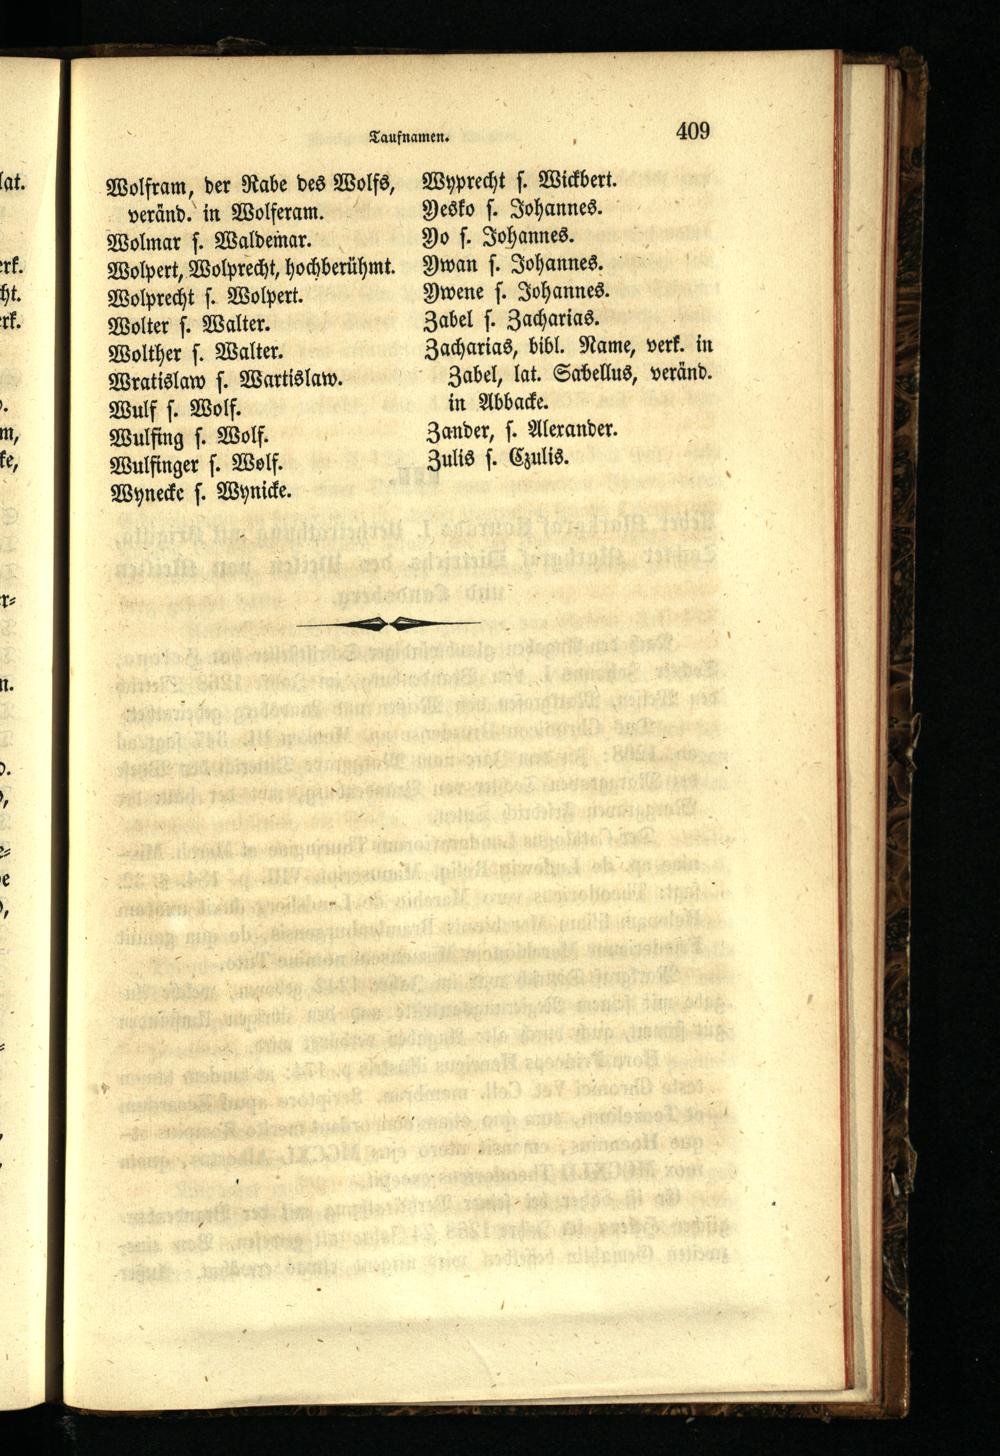 Taufnamen.
409
Wolfram, der Rabe des Wolfs,
veränd. in Wolferam.
Wolmar s. Waldemar.
Wolpert, Wolprecht, hochberühmt.
Wolprecht s. Wolpert.
Wolter s. Walter.
Wolther s. Walter.
Wratislaw s. Wartislaw.
Wulf s. Wolf.
Wulfing s. Wolf.
Wulfinger s. Wolf.
Wynecke s. Wynicke.
Wyprecht s. Wickbert.
Yesko s. Johannes.
Yo s. Johannes.
Ywan s. Johannes.
Ywene s. Johannes.
Zabel s. Zacharias.
Zacharias, bibl. Name, verk. in
Zabel, lat. Sabellus, veränd.
in Abbacke.
Zander, s. Alexander.
Zulis s. Czulis.